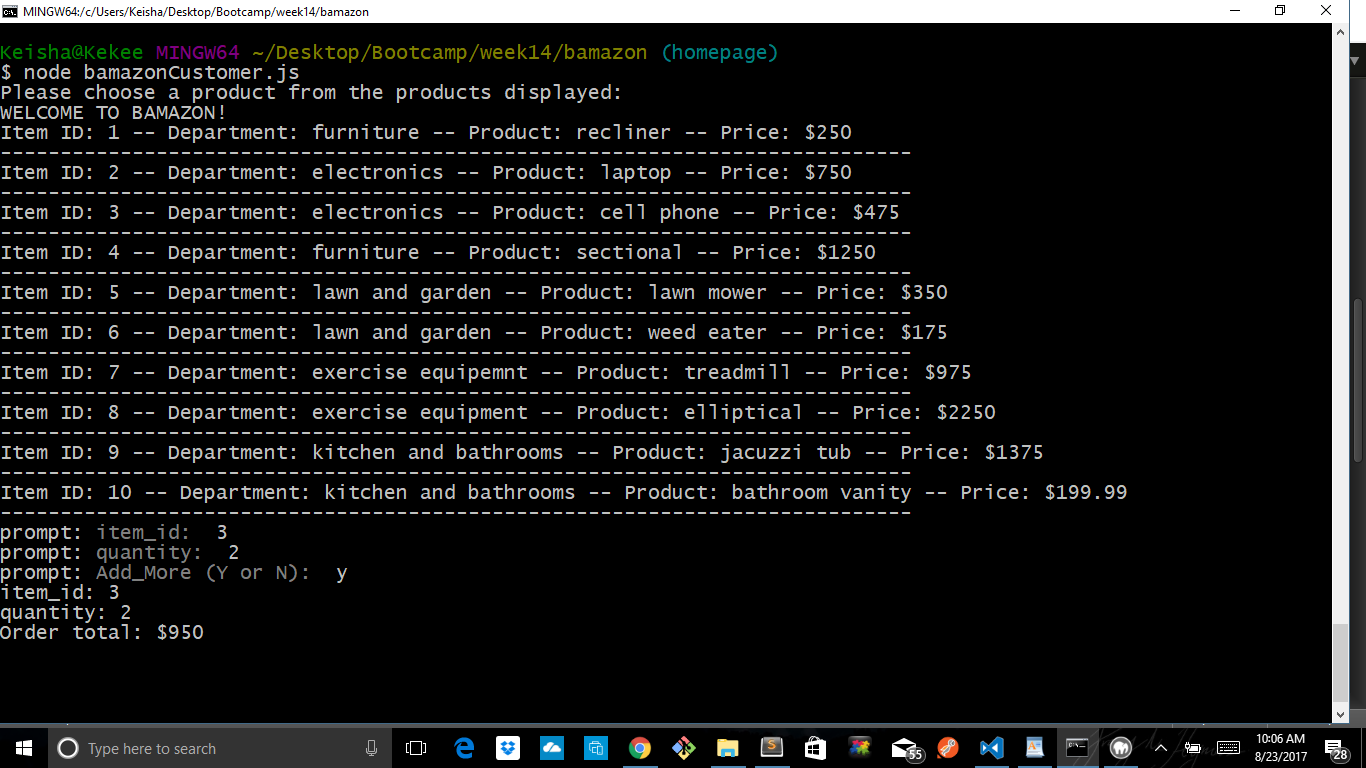 MINGW64:/c/Users/Keisha/Desktop/Bootcamp/week14/bamazon
Keisha@Kekee MINGW64 ~/Desktop/Bootcamp/week14/bamazon (homepage)
$ node bamazonCustomer.js
Please choose a product from the products displayed:
WELCOME TO BAMAZON!
Item ID: 1 -- Department: furniture -- Product: recliner -- Price: $250
----------------------------------------------------------------------------
Item ID: 2 -- Department: electronics -- Product: laptop -- Price: $750
----------------------------------------------------------------------------
Item ID: 3 -- Department: electronics -- Product: cell phone -- Price: $475
----------------------------------------------------------------------------
Item ID: 4 -- Department: furniture -- Product: sectional -- Price: $1250
----------------------------------------------------------------------------
Item ID: 5 -- Department: lawn and garden -- Product: lawn mower -- Price: $350
----------------------------------------------------------------------------
Item ID: 6 -- Department: lawn and garden -- Product: weed eater -- Price: $175
----------------------------------------------------------------------------
Item ID: 7 -- Department: exercise equipemnt -- Product: treadmill -- Price: $975
----------------------------------------------------------------------------
Item ID: 8 -- Department: exercise equipment -- Product: elliptical -- Price: $2250
----------------------------------------------------------------------------
Item ID: 9 -- Department: kitchen and bathrooms -- Product: jacuzzi tub -- Price: $1375
----------------------------------------------------------------------------
Item ID: 10 -- Department: kitchen and bathrooms -- Product: bathroom vanity -- Price: $199.99
----------------------------------------------------------------------------
prompt: item_id:  3
prompt: quantity:  2
prompt: Add_More (Y or N):  y
item_id: 3
quantity: 2
Order total: $950
Type here to search
55
10:06 AM
8/23/2017
28